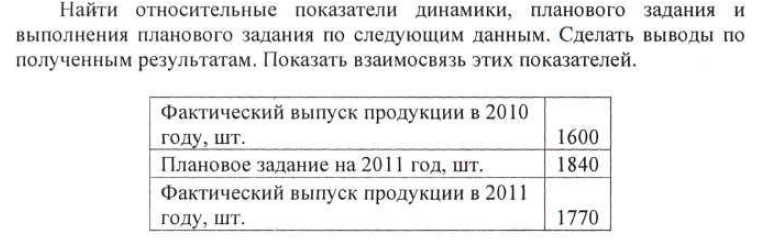 Найти относительные показатели динамики, планового задания и
выполнения планового задания по следующим данным. Сделать выводы по
полученным результатам. Показать взаимосвязь этих показателей.
Фактический выпуск продукции в 2010
году, шт. 1600
Плановое задание на 2011 год, шт. 1840
Фактический выпуск продукции в 2011
году, шт. 1770